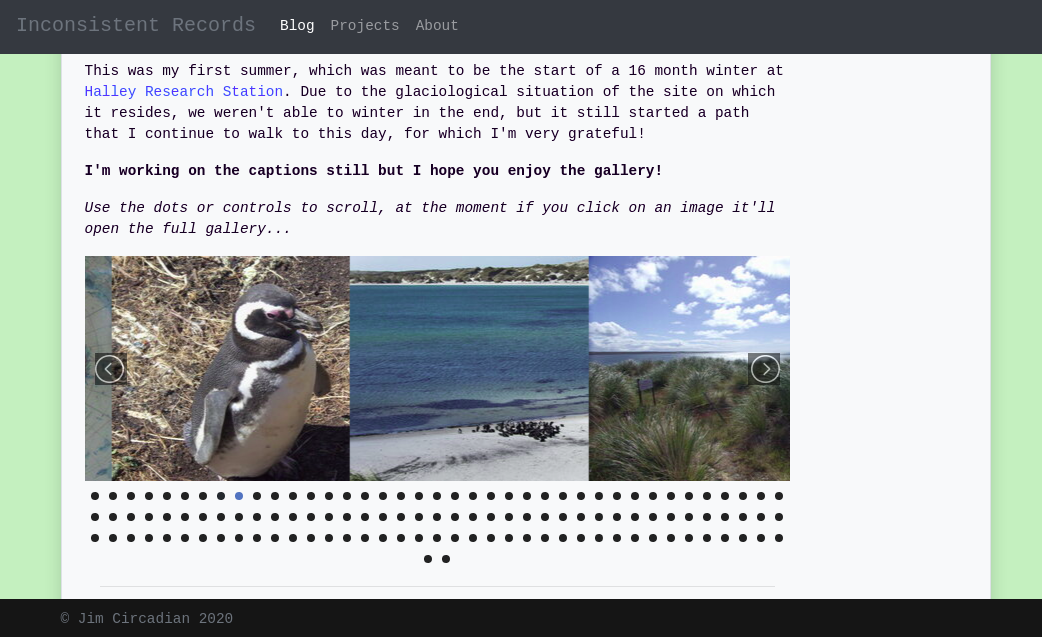 Inconsistent Records Blog Projects About
This was my first summer, which was meant to be the start of a 16 month winter at
Halley Research Station. Due to the glaciological situation of the site on which
it resides, we weren't able to winter in the end, but it still started a path
that I continue to walk to this day, for which I'm very grateful!
I'm working on the captions still but I hope you enjoy the gallery!
Use the dots or controls to scroll, at the moment if you click on an image it'll
open the full gallery...
© Jim Circadian 2020